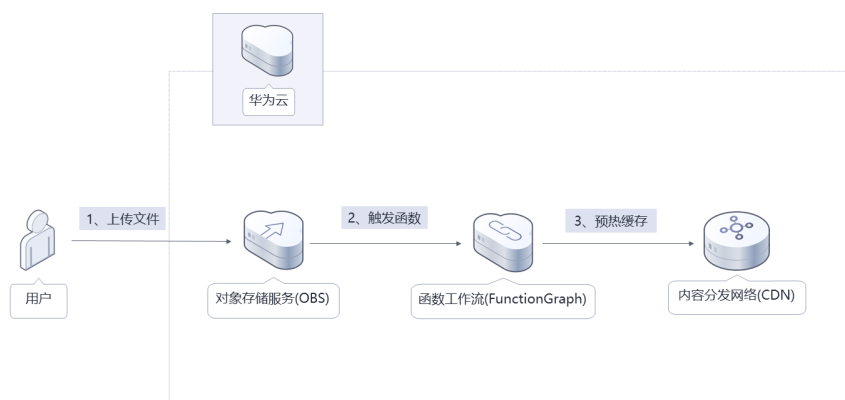 华为云
1、上传文件
2、触发函数
3、预热缓存
用户
对象存储服务(OBS)
函数工作流(FunctionGraph)
内容分发网络(CDN)